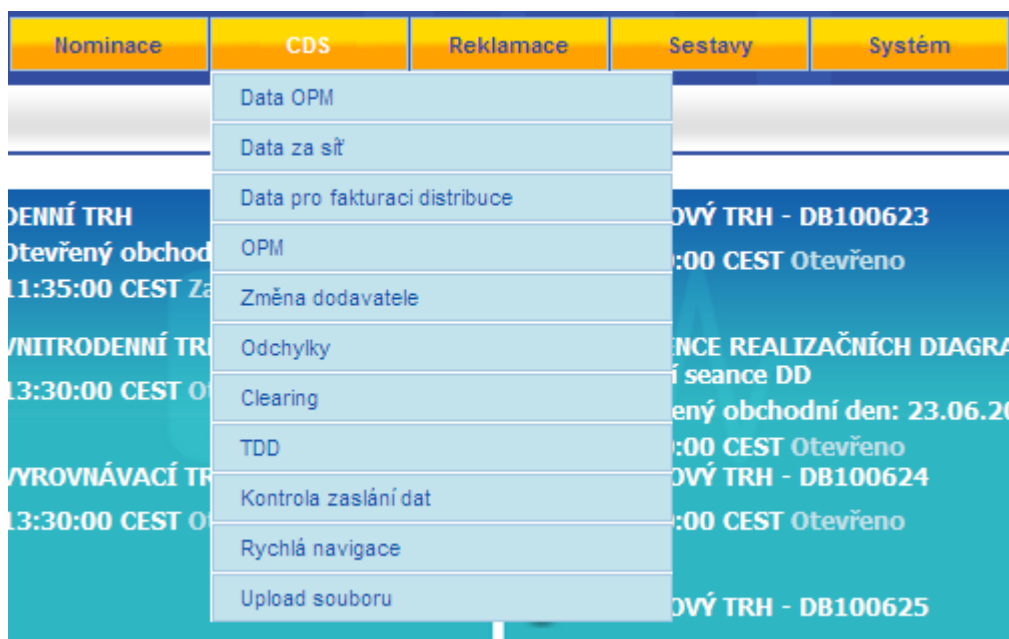 Nominace CDS Reklamace Sestavy Systém
Data OPM
Data za síť
Data pro fakturaci distribuce
OPM
Změna dodavatele
Odchylky
Clearing
TDD
Kontrola zaslání dat
Rychlá navigace
Upload souboru
DENNÍ TRH
Otevřený obchod
11:35:00 CEST Za
VNITRODENNÍ TR
13:30:00 CEST O
VYROVNÁVACÍ TR
13:30:00 CEST O
OVÝ TRH - DB100623
:00 CEST Otevřeno
NCE REALIZAČNÍCH DIAGRA
í seance DD
ený obchodní den: 23.06.20
:00 CEST Otevřeno
OVÝ TRH - DB100624
:00 CEST Otevřeno
OVÝ TRH - DB100625